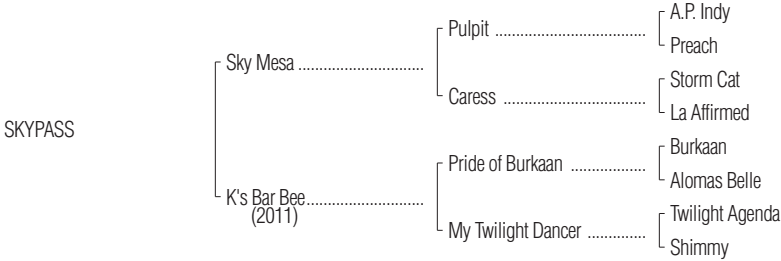 A.P. Indy
Pulpit ......................................
Preach
Sky Mesa ..............................
Storm Cat
Caress ....................................
La Affirmed
SKYPASS
Burkaan
Pride of Burkaan ...................
Alomas Belle
K's Bar Bee............................
(2011)
Twilight Agenda
My Twilight Dancer ...............
Shimmy